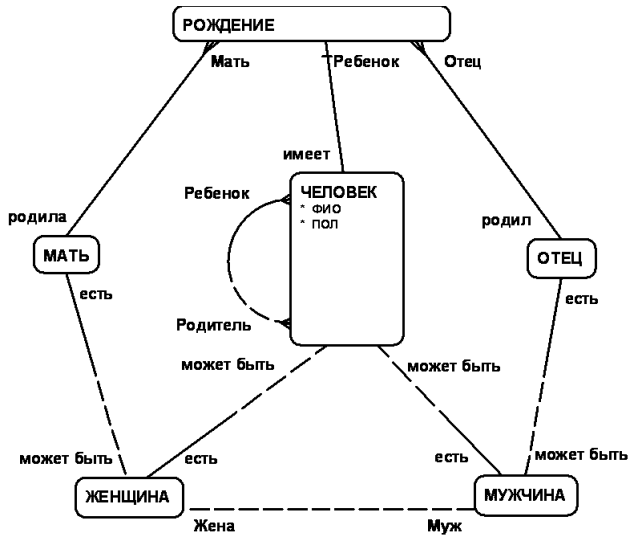 РОЖДЕНИЕ
Мать
Ребенок
Отец
имеет
Ребенок
ЧЕЛОВЕК
* ФИО
* ПОЛ
родила
родил
МАТЬ
ОТЕЦ
есть
есть
Родитель
может быть
может быть
может быть
есть
есть
может быть
ЖЕНЩИНА
МУЖЧИНА
Жена
Муж